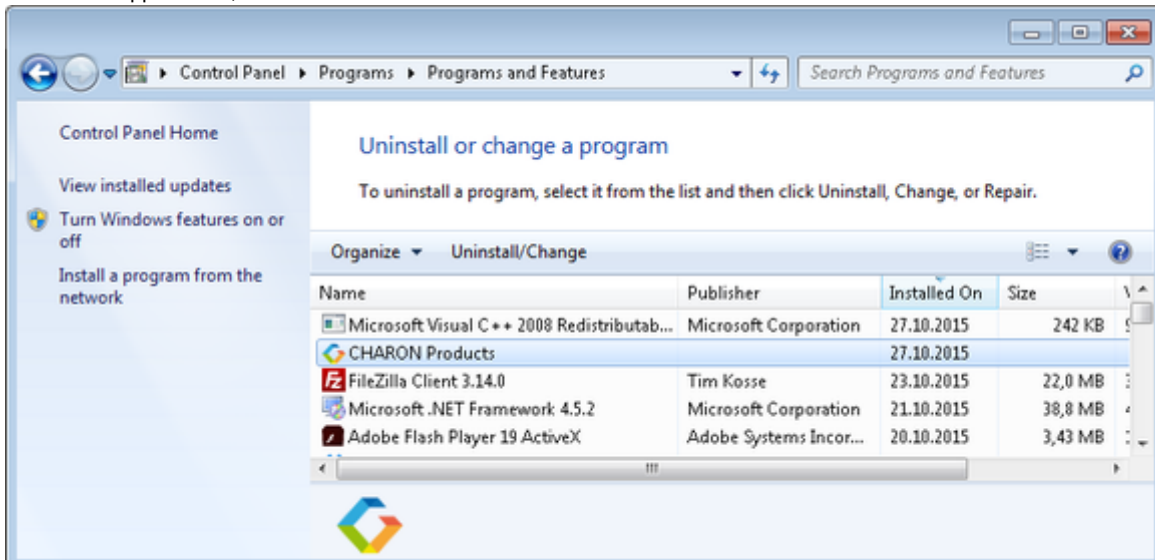 Control Panel ▸ Programs ▸ Programs and Features
Search Programs and Features
Control Panel Home
View installed updates
Turn Windows features on or
off
Install a program from the
network
Uninstall or change a program
To uninstall a program, select it from the list and then click Uninstall, Change, or Repair.
Organize Uninstall/Change
Name Publisher Installed On Size
Microsoft Visual C++ 2008 Redistributab... Microsoft Corporation 27.10.2015 242 KB
CHARON Products 27.10.2015
FileZilla Client 3.14.0 Tim Kosse 23.10.2015 22,0 MB
Microsoft .NET Framework 4.5.2 Microsoft Corporation 21.10.2015 38,8 MB
Adobe Flash Player 19 ActiveX Adobe Systems Incor... 20.10.2015 3,43 MB